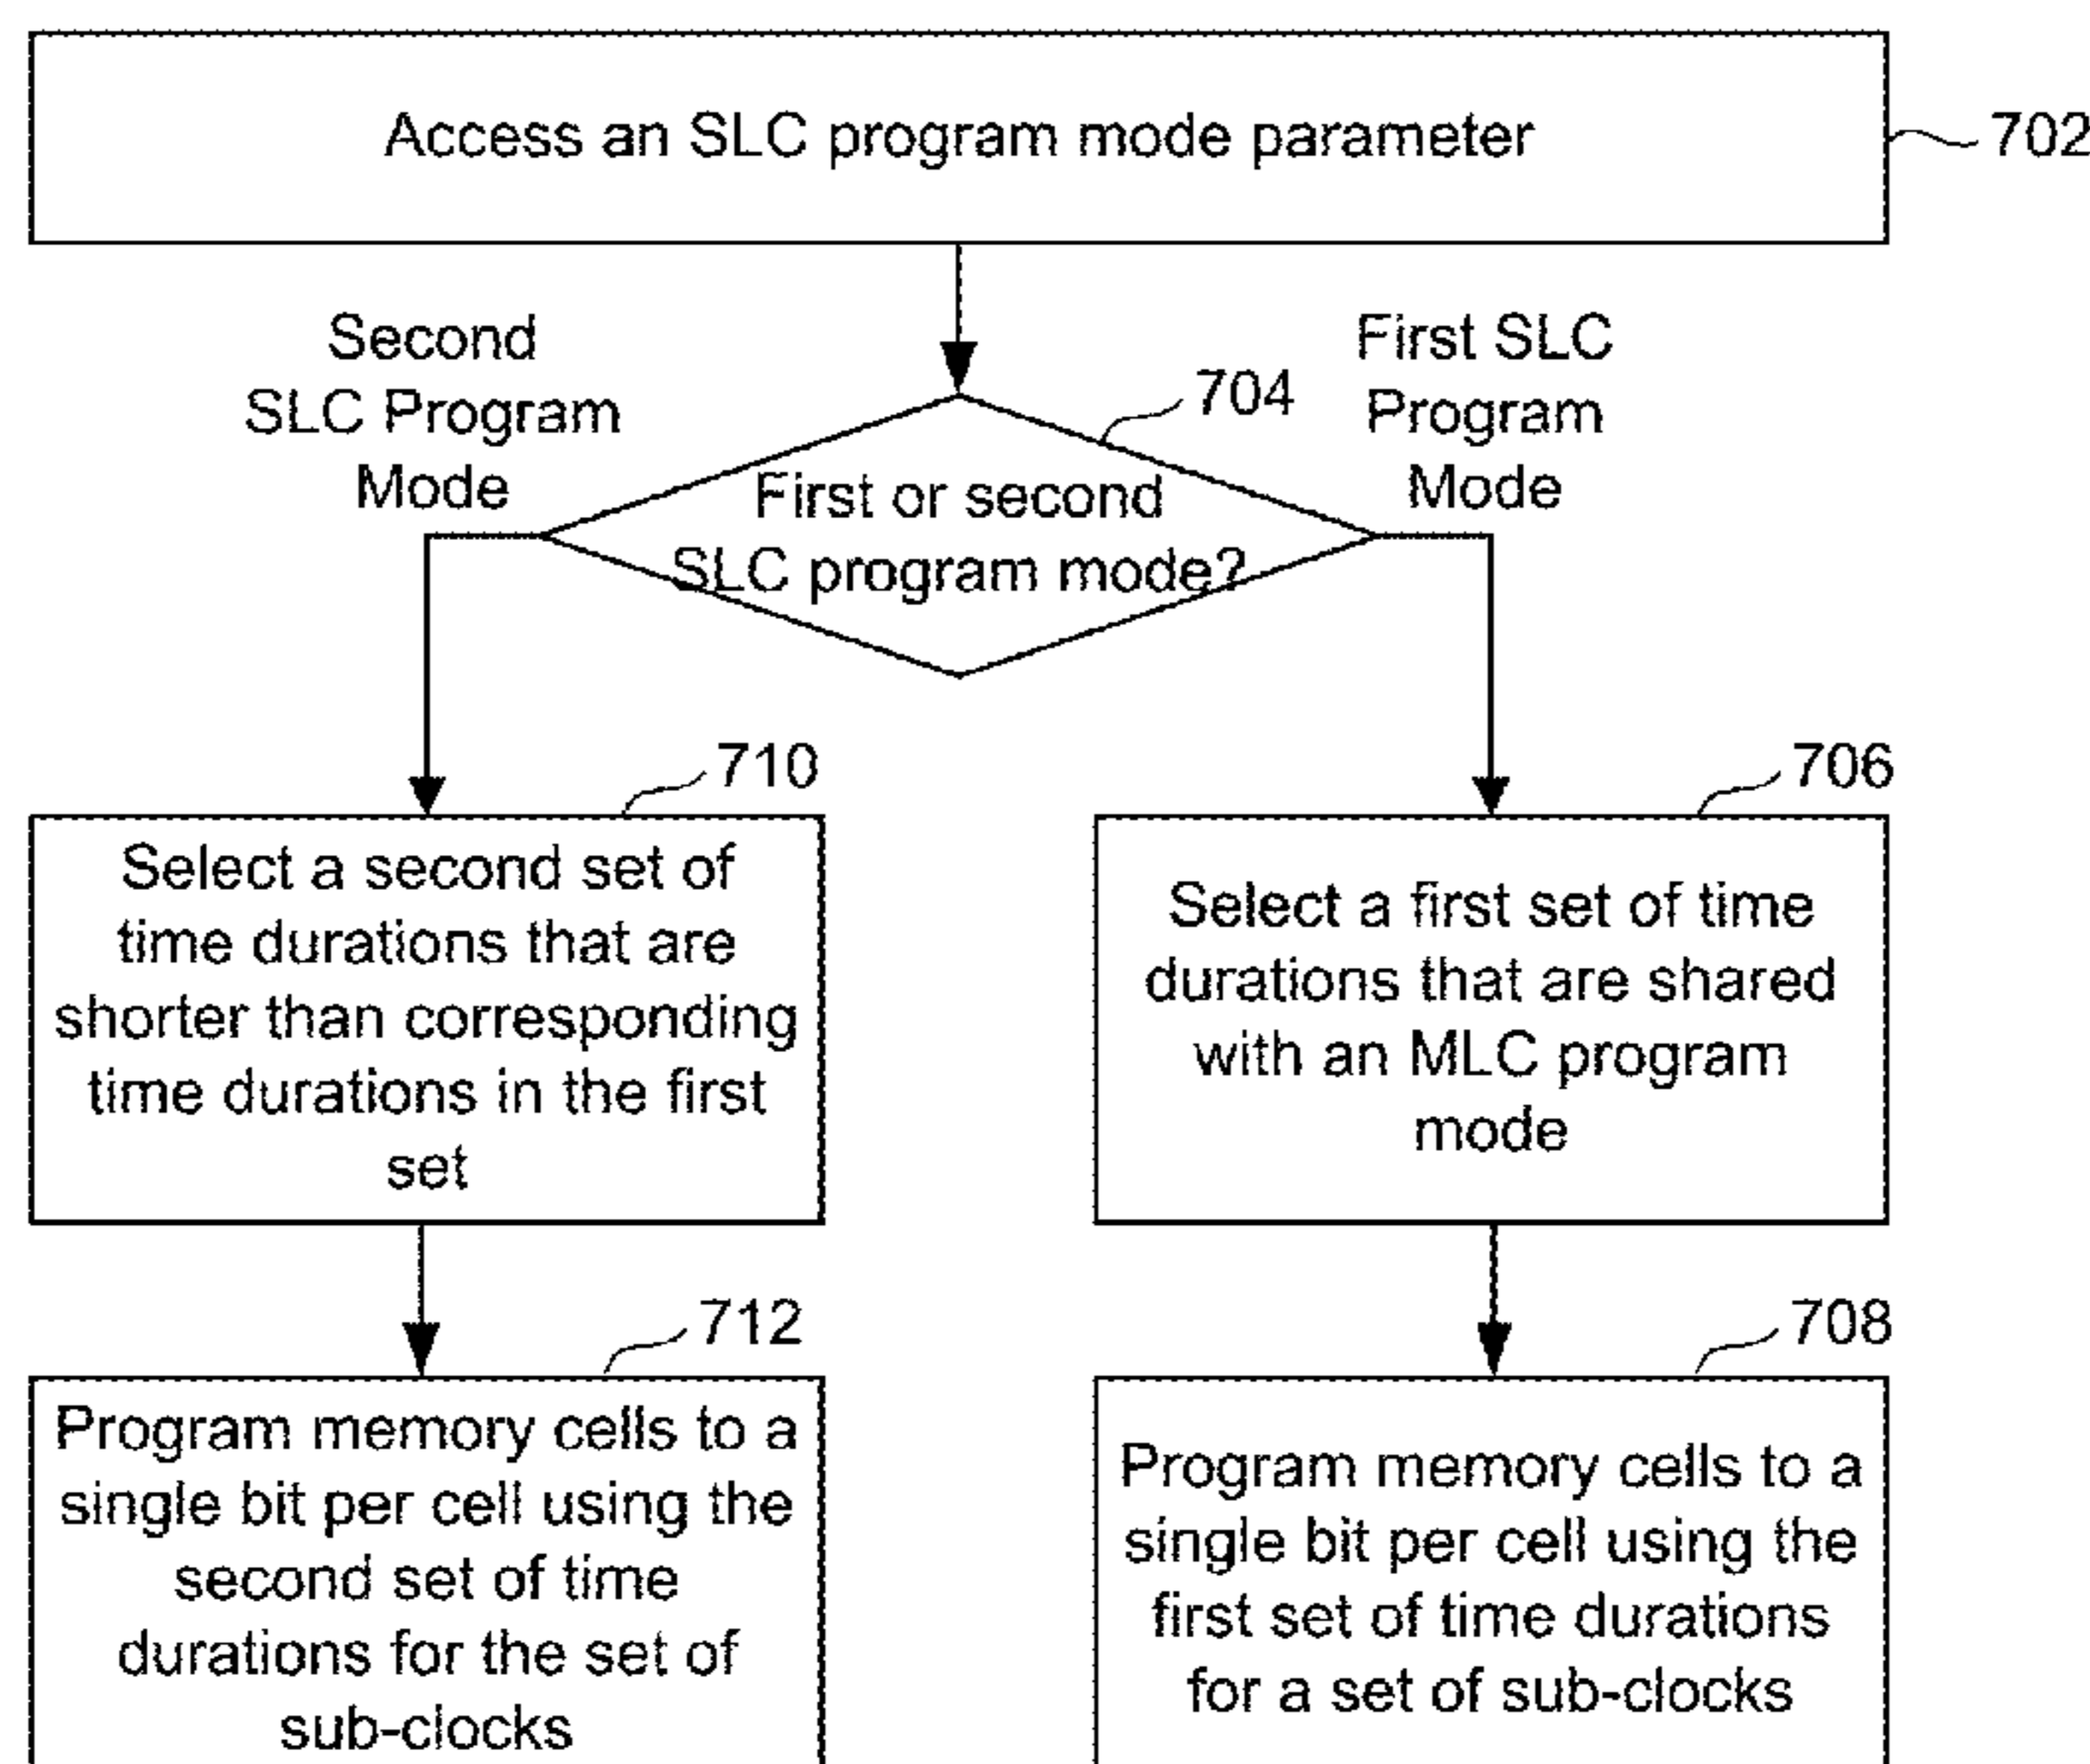 Access an SLC program mode parameter
702
Second
SLC Program
Mode
First SLC
Program
Mode
704
First or second
SLC program mode?
710
Select a second set of
time durations that are
shorter than corresponding
time durations in the first
set
706
Select a first set of time
durations that are shared
with an MLC program
mode
712
Program memory cells to a
single bit per cell using the
second set of time
durations for the set of
sub-clocks
708
Program memory cells to a
single bit per cell using the
first set of time durations
for a set of sub-clocks